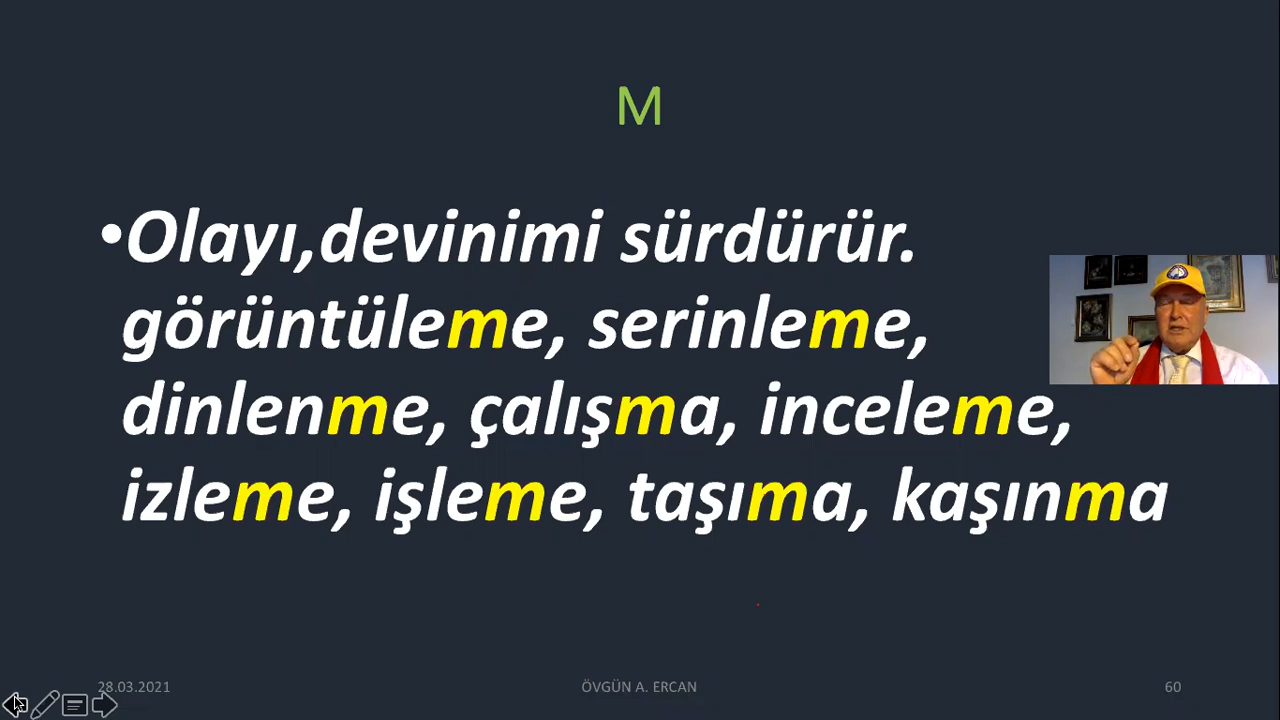 M
•Olayı,devinimi sürdürür.
görüntüleme, serinleme,
dinlenme, çalışma, inceleme,
izleme, işleme, taşıma, kaşınma
28.03.2021
ÖVGÜN A. ERCAN
60